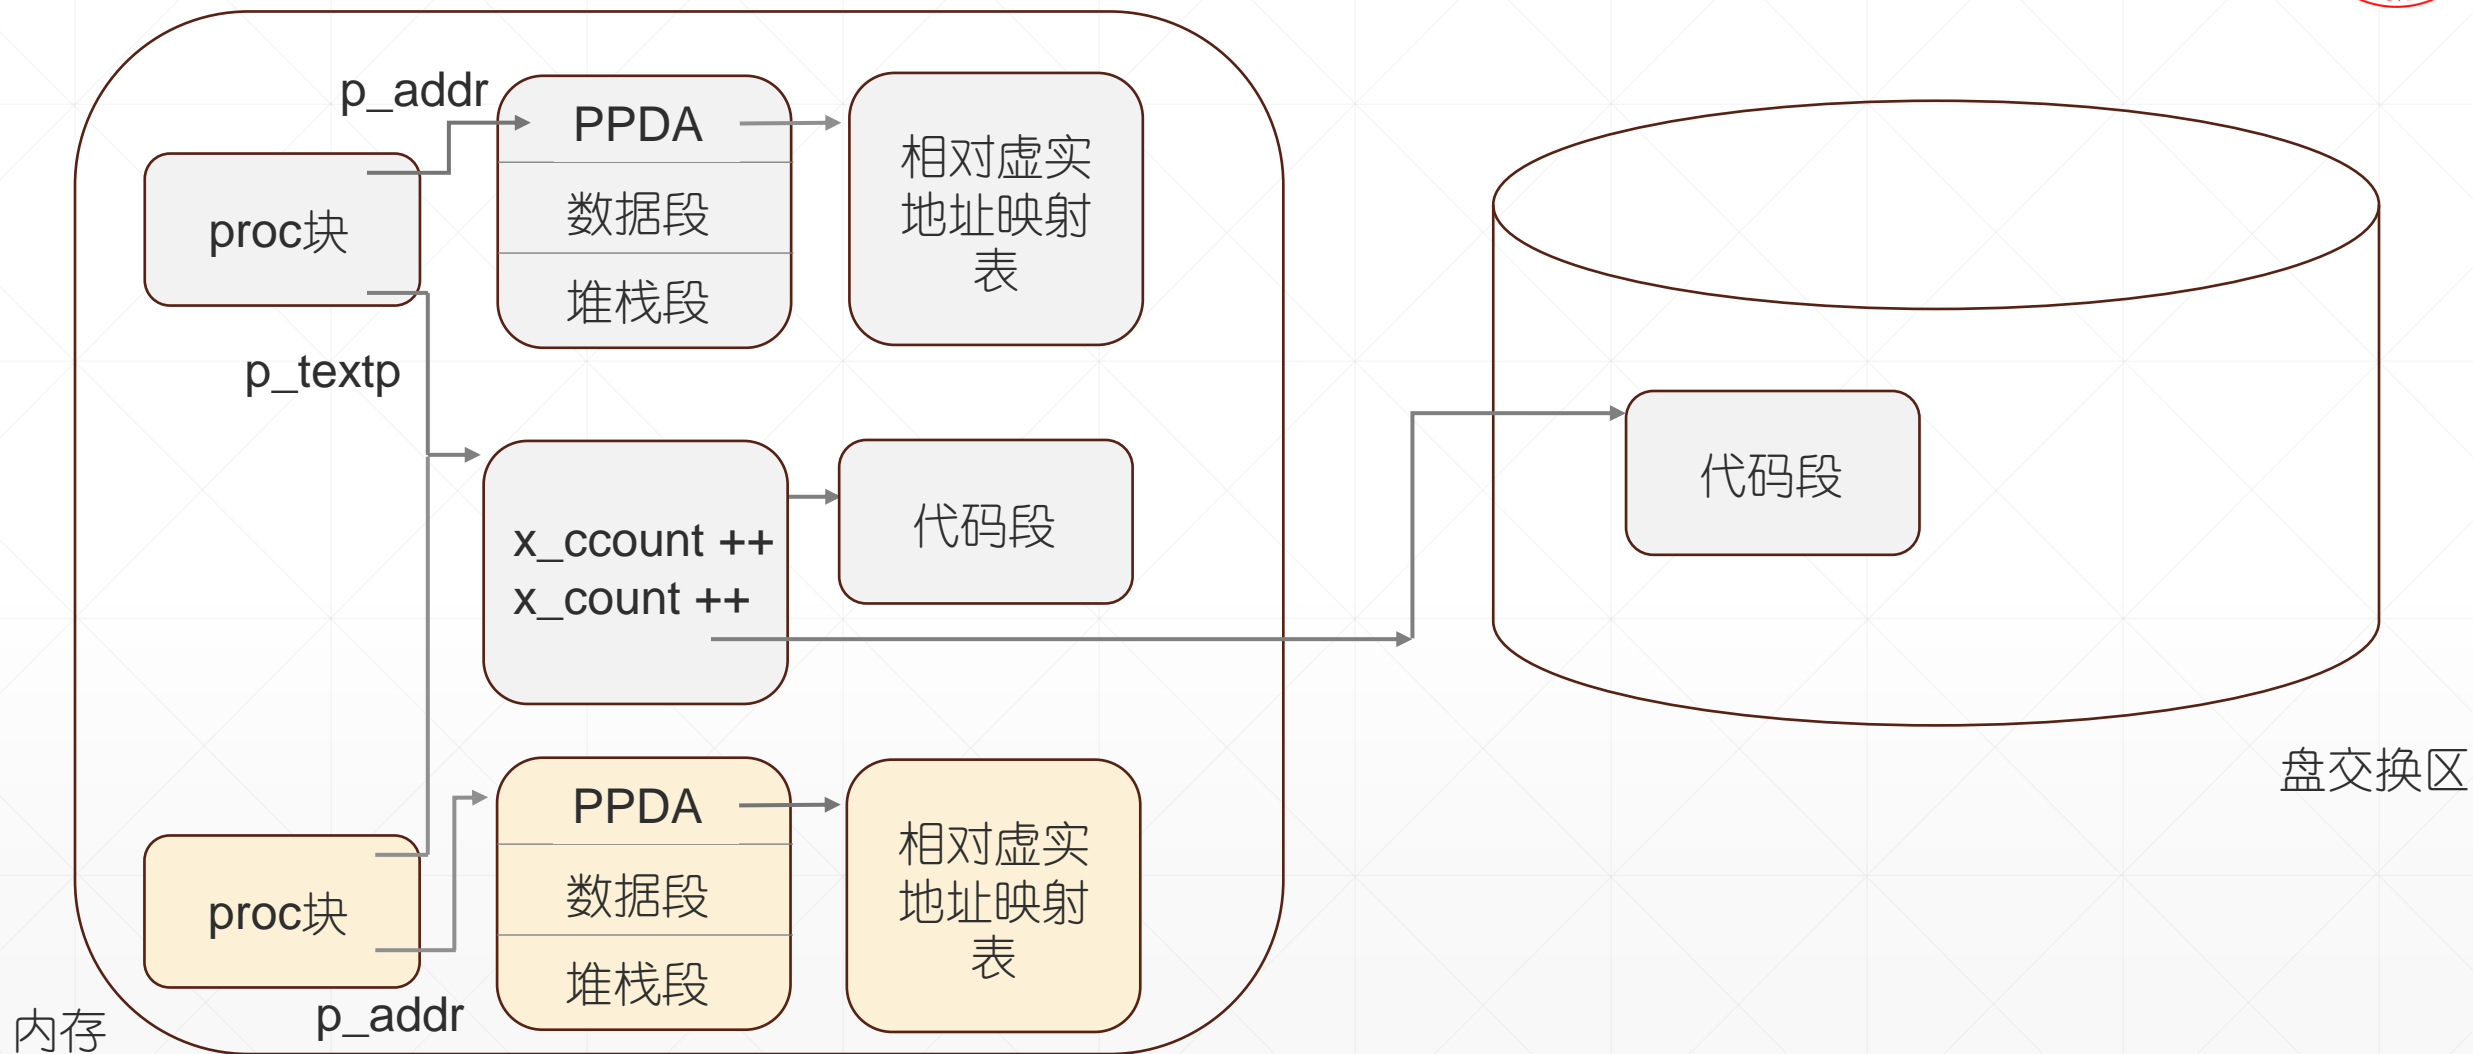 p_addr
PPDA
数据段
堆栈段
相对虚实
地址映射
表
proc块
p_textp
x_ccount ++
x_count ++
代码段
代码段
盘交换区
PPDA
数据段
堆栈段
相对虚实
地址映射
表
proc块
p_addr
内存